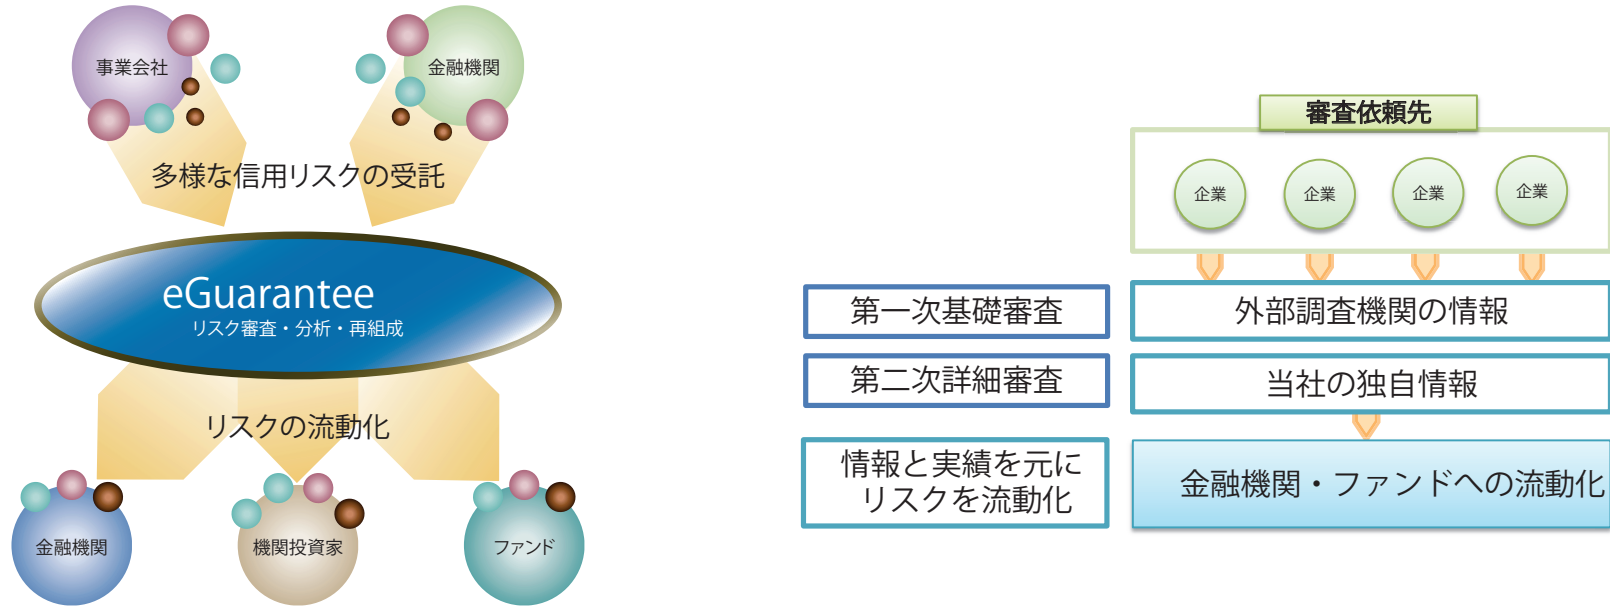 事業会社
金融機関
多様な信用リスクの受託
eGuarantee
リスク審査・分析・再組成
リスクの流動化
金融機関
機関投資家
ファンド
審査依頼先
企業
企業
企業
企業
第一次基礎審査
外部調査機関の情報
第二次詳細審査
当社の独自情報
情報と実績を元に
リスクを流動化
金融機関・ファンドへの流動化